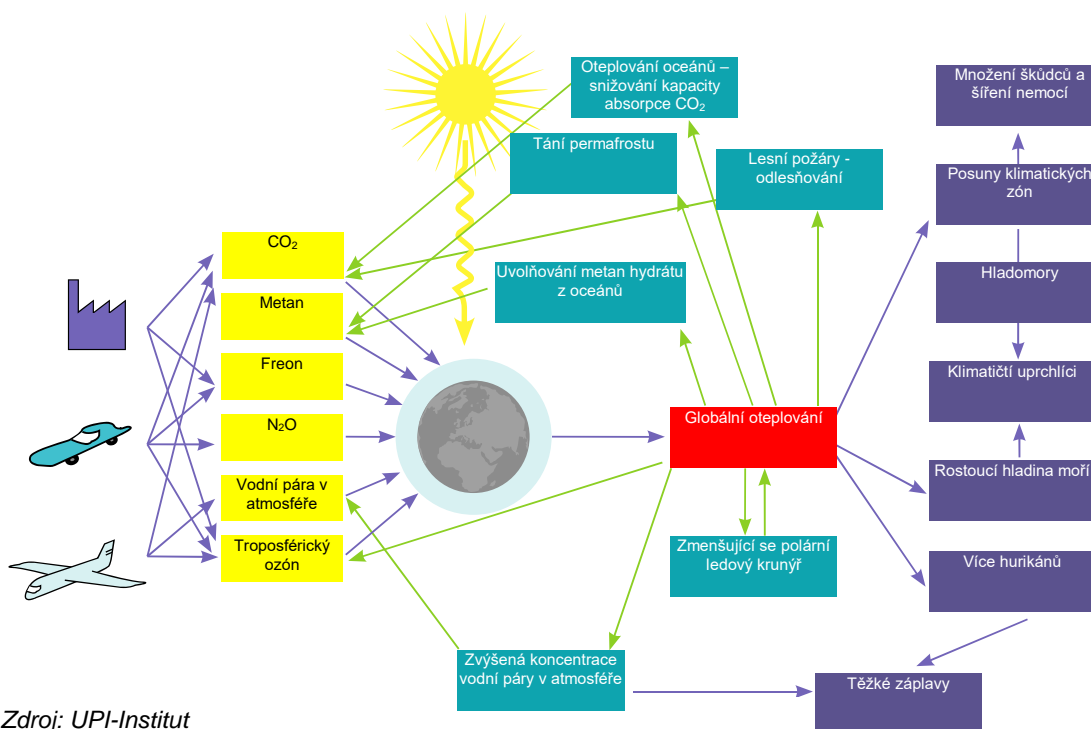 Oteplování oceánů –
snižování kapacity
absorpce CO₂
Množení škůdců a
šíření nemocí
Tání permafrostu
Lesní požáry -
odlesňování
Posuny klimatických
zón
CO₂
Uvolňování metan hydrátu
z oceánů
Hladomory
Metan
Freon
Klimatičtí uprchlíci
N₂O
Globální oteplování
Vodní pára v
atmosféře
Rostoucí hladina moří
Troposférický
ozón
Zmenšující se polární
ledový krunýř
Více hurikánů
Zvýšená koncentrace
vodní páry v atmosféře
Těžké záplavy
Zdroj: UPI-Institut